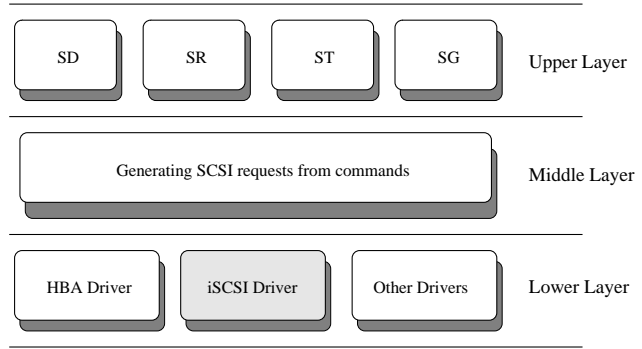 SD
SR
ST
SG
Upper Layer
Generating SCSI requests from commands
Middle Layer
HBA Driver
iSCSI Driver
Other Drivers
Lower Layer